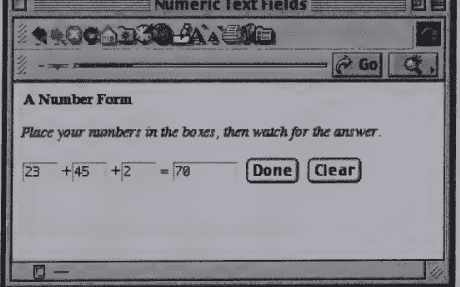 Numeric Text Fields
Go
A Number Form
Place your numbers in the boxes, then watch for the answer.
23 +45 +2 =70 Done Clear